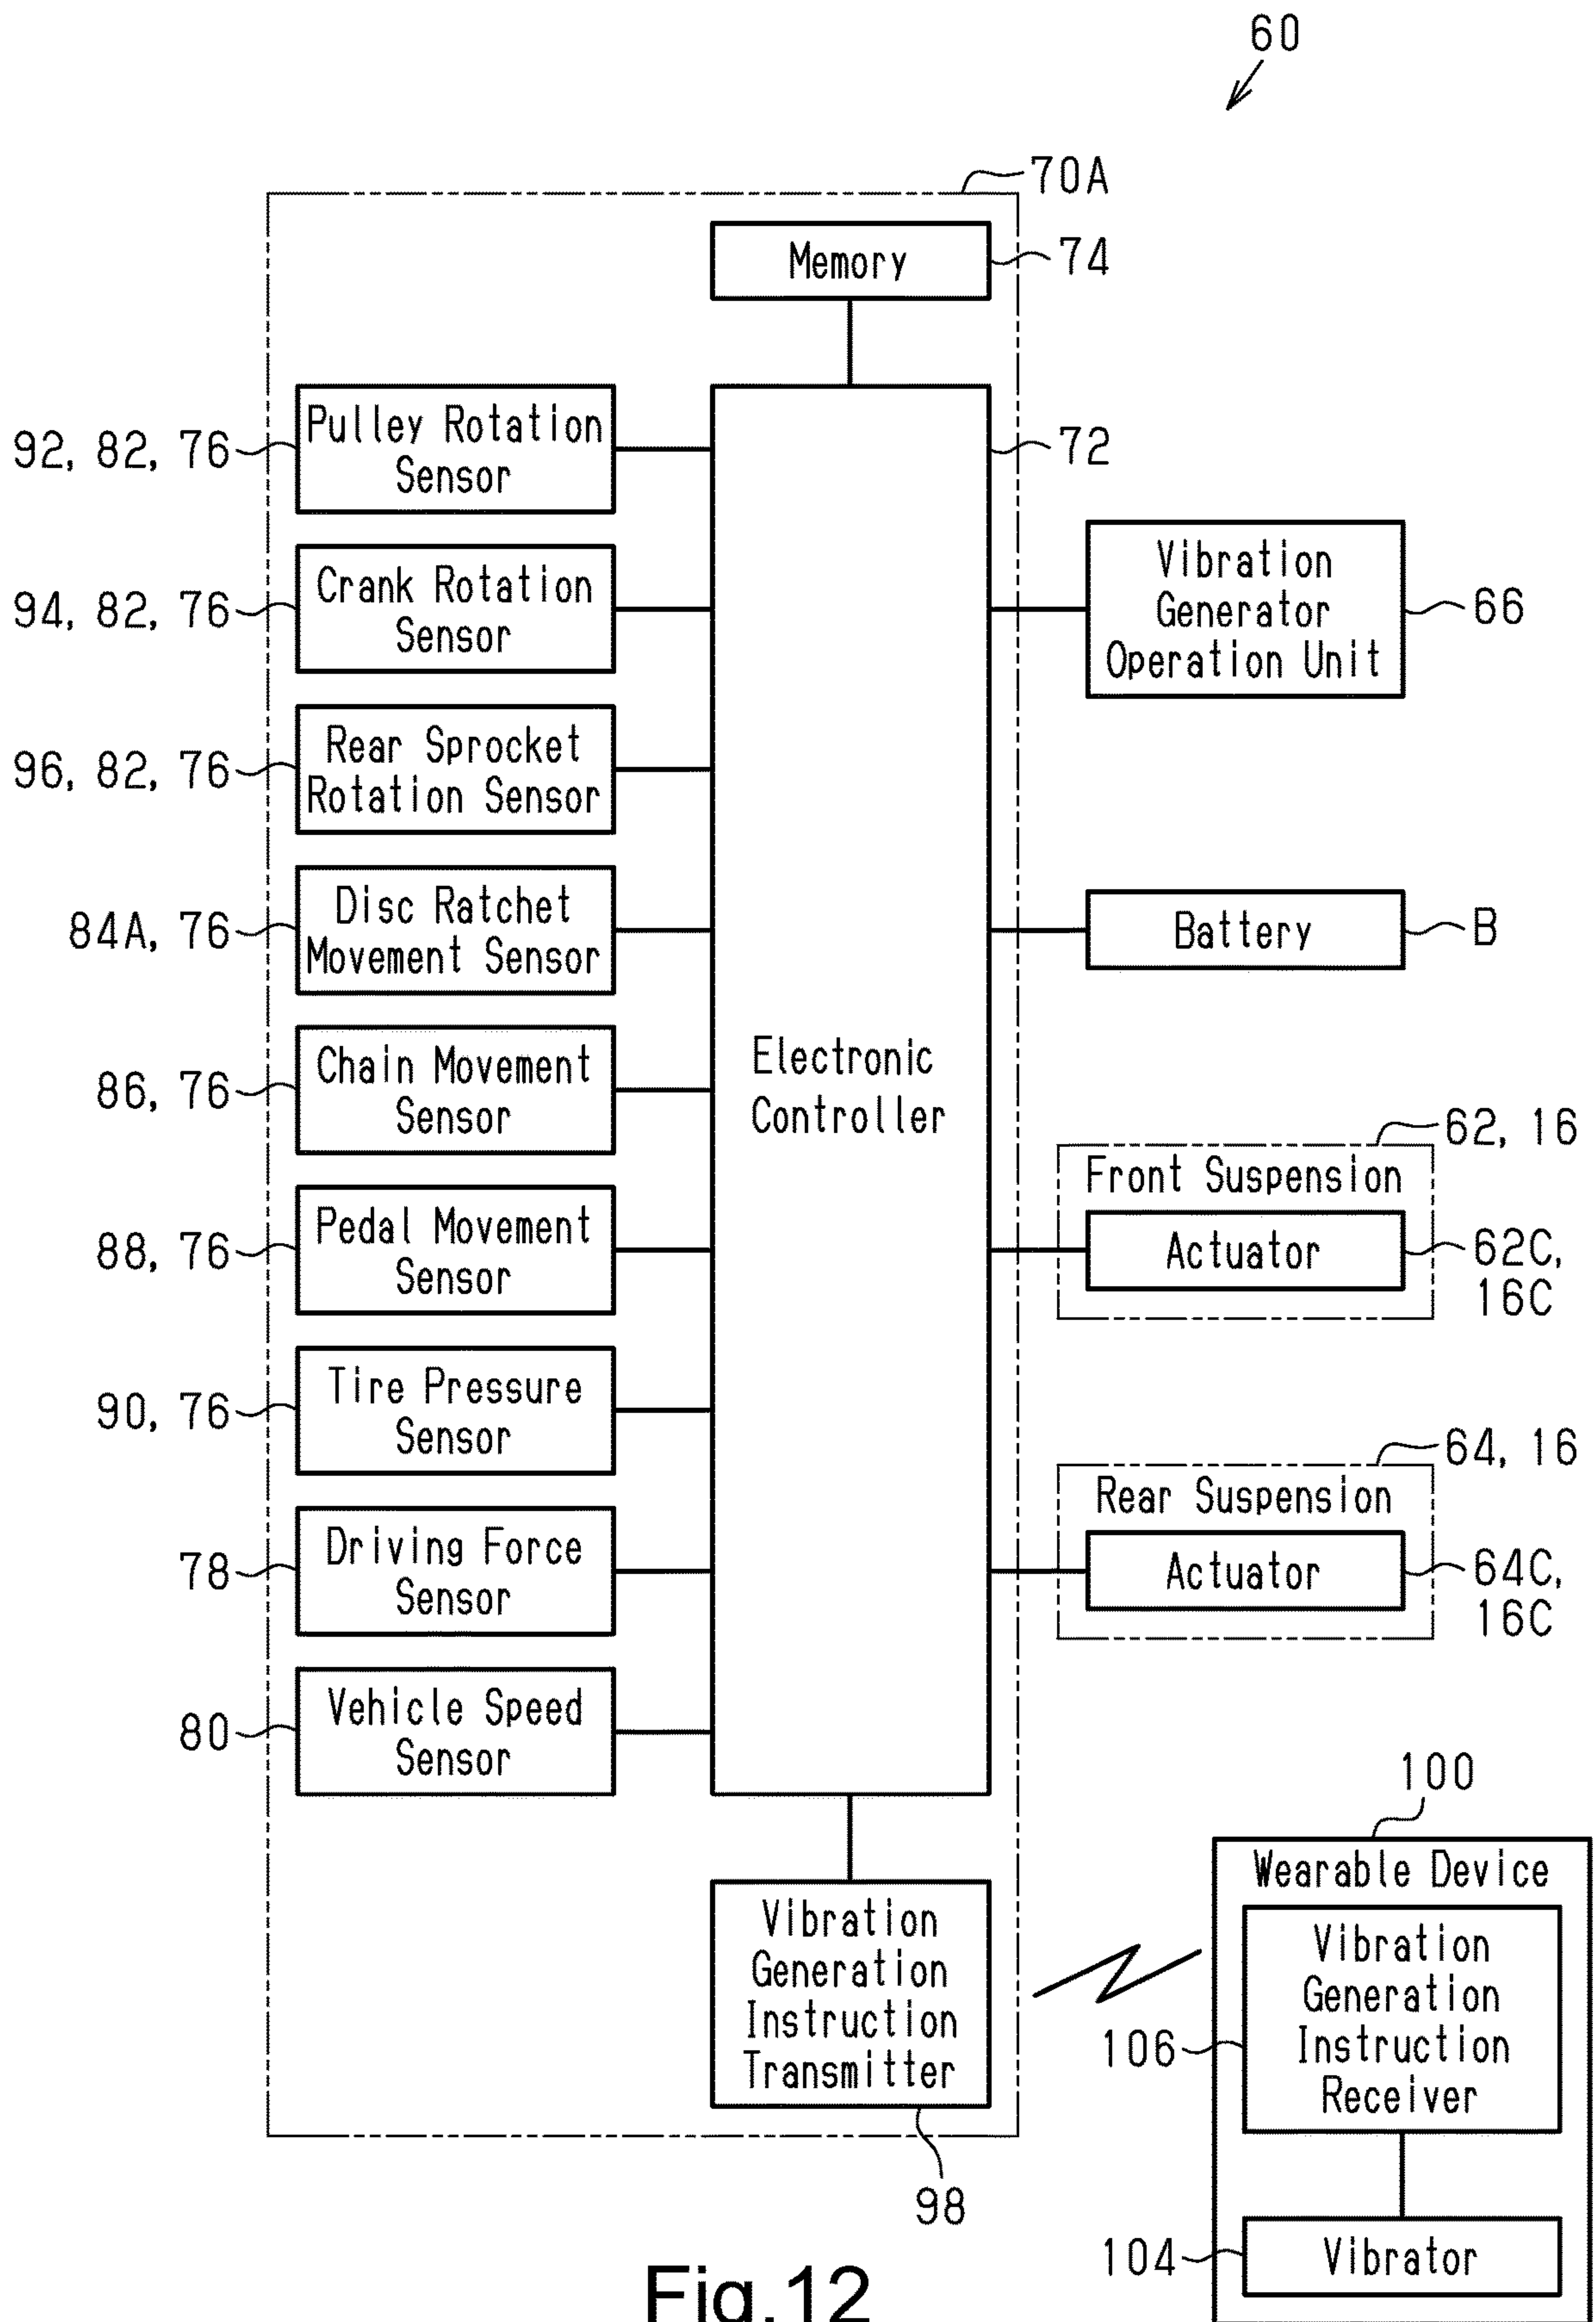 60
70A
Memory
74
Pulley Rotation
Sensor
92, 82, 76
72
Crank Rotation
Sensor
94, 82, 76
Vibration
Generator
Operation Unit
66
Rear Sprocket
Rotation Sensor
96, 82, 76
Disc Ratchet
Movement Sensor
84A, 76
Battery
B
Electronic
Controller
Chain Movement
Sensor
86, 76
62, 16
Front Suspension
Actuator
62C,
16C
Pedal Movement
Sensor
88, 76
Tire Pressure
Sensor
90, 76
64, 16
Rear Suspension
Actuator
64C,
16C
Driving Force
Sensor
78
Vehicle Speed
Sensor
80
100
Wearable Device
Vibration
Generation
Instruction
Transmitter
98
Vibration
Generation
Instruction
Receiver
106
104
Vibrator
Fig.12